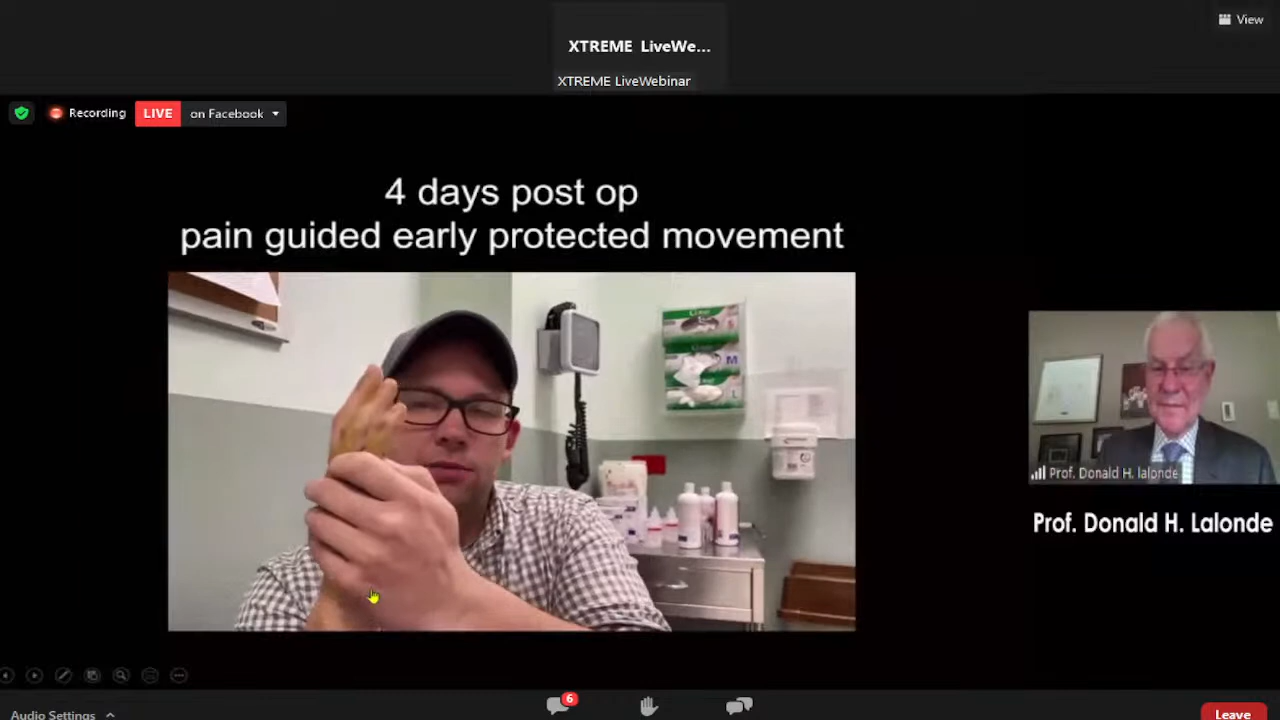 XTREME LiveWe...
View
XTREME LiveWebinar
Recording
LIVE
on Facebook
4 days post op
pain guided early protected movement
M
L
Prof. Donald H. lalonde
Prof. Donald H. Lalonde
6
Audio Settings
Leave